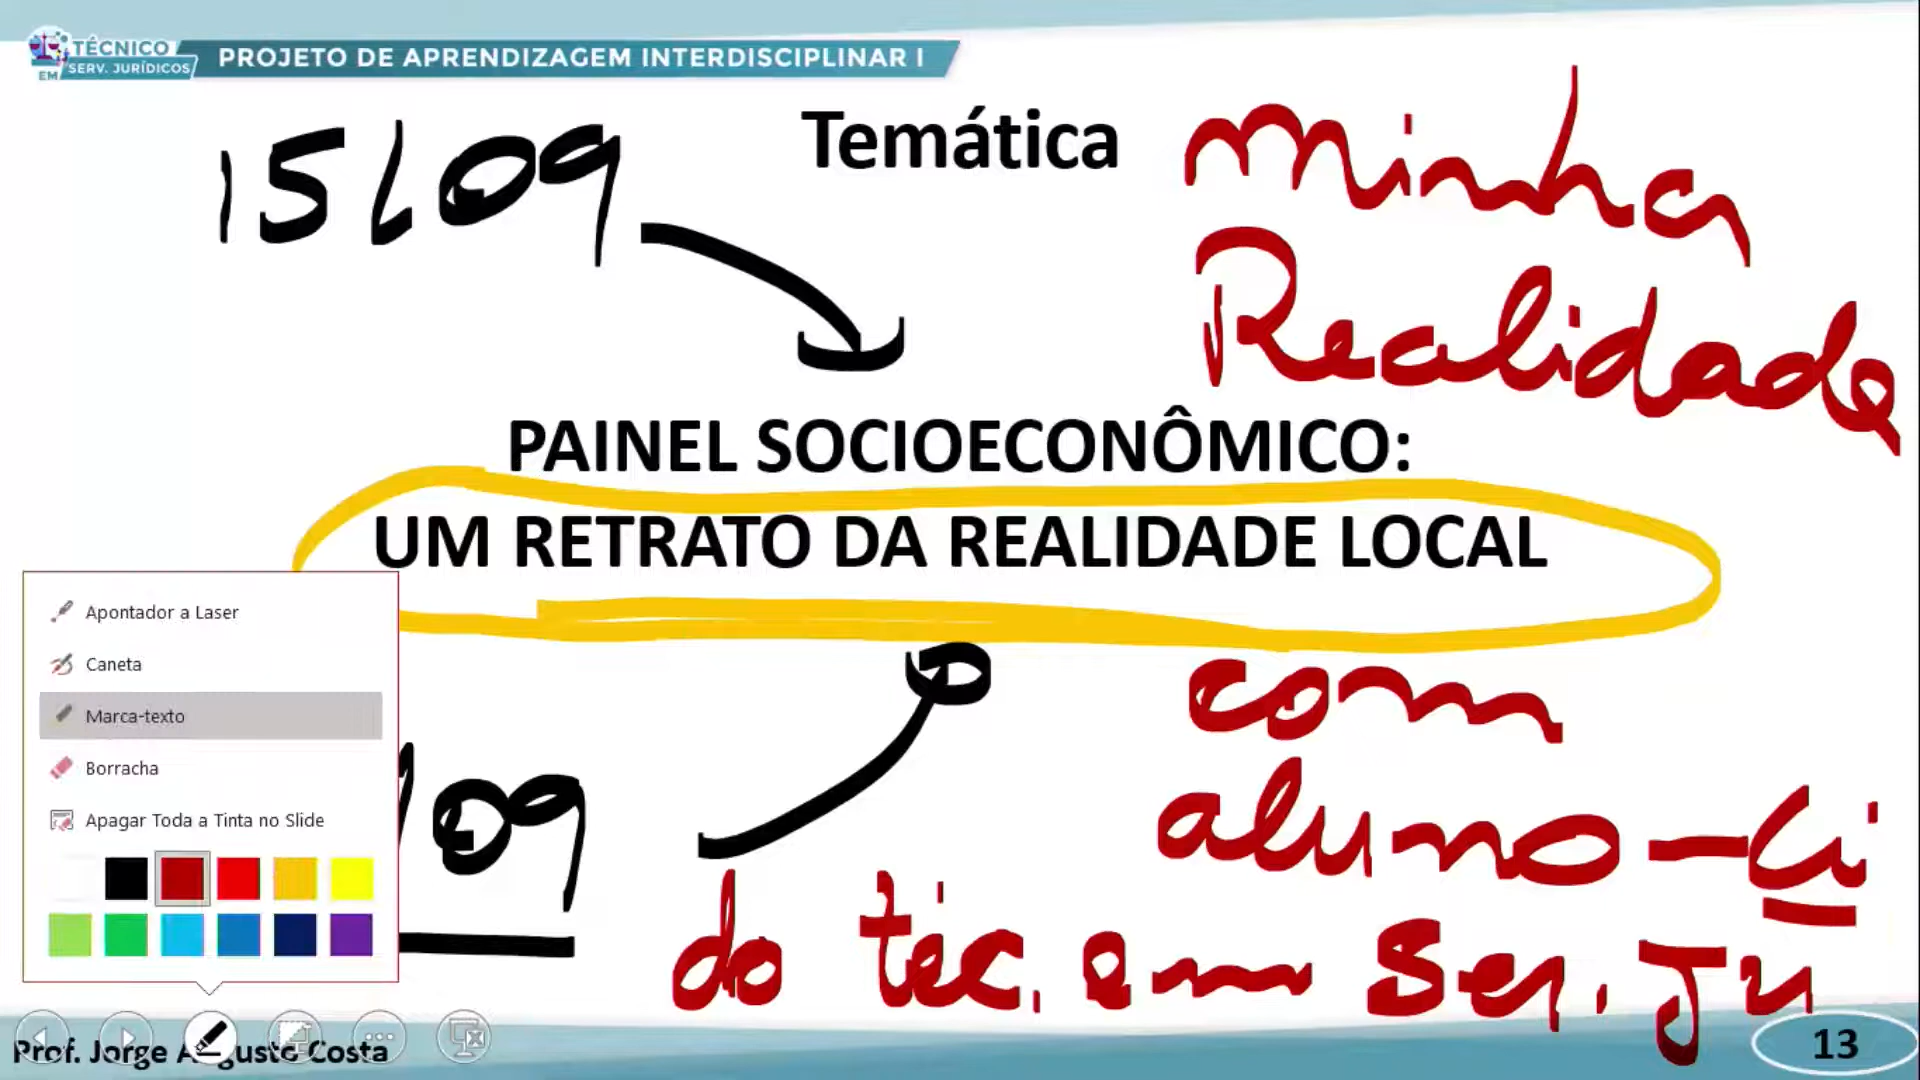 TÉCNICO
EM SERV. JURÍDICOS
PROJETO DE APRENDIZAGEM INTERDISCIPLINAR I
15/09
Temática
Minha
Realidade
PAINEL SOCIOECONÔMICO:
UM RETRATO DA REALIDADE LOCAL
Apontador a Laser
Caneta
Marca-texto
Borracha
Apagar Toda a Tinta no Slide
/09
com
aluno-
do téc. em Ser. Ju
Prof. Jorge Augusto Costa
13